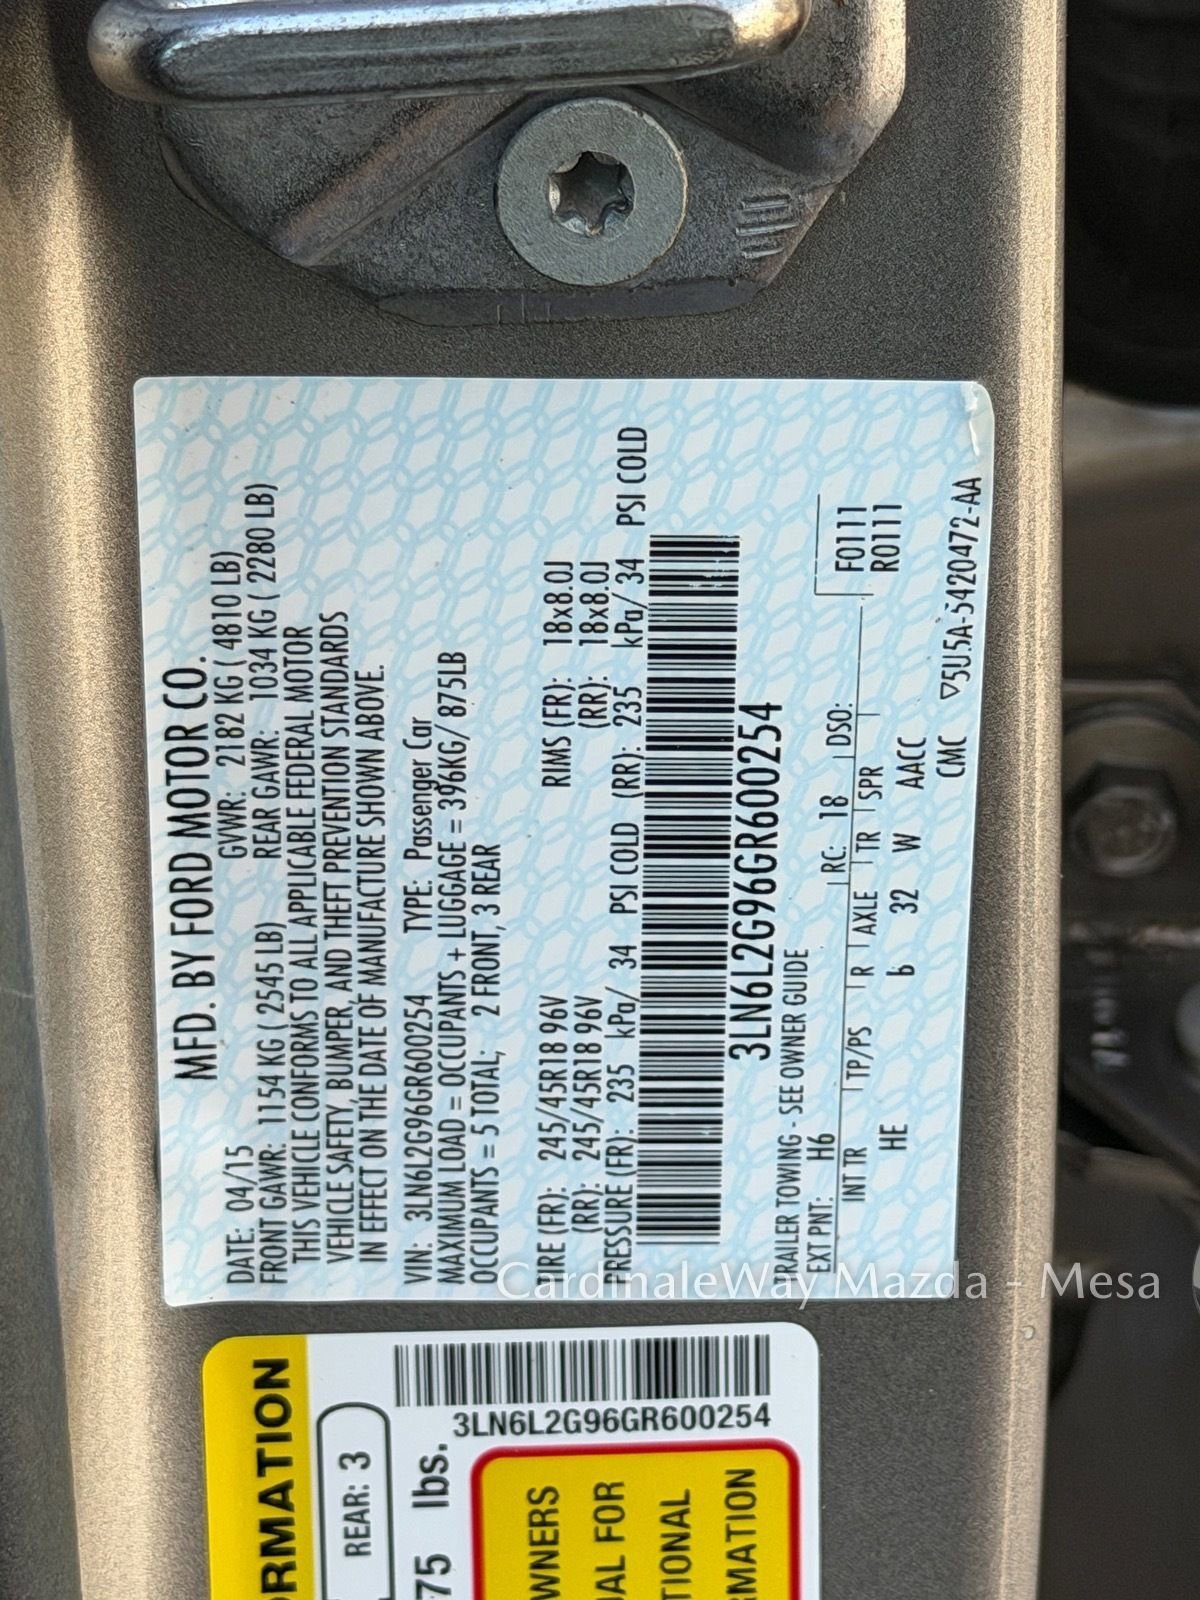 MFD. BY FORD MOTOR CO.
DATE: 04/15 GVWR: 2182 KG ( 4810 LB)
FRONT GAWR: 1154 KG ( 2545 LB) REAR GAWR: 1034 KG ( 2280 LB)
THIS VEHICLE CONFORMS TO ALL APPLICABLE FEDERAL MOTOR
VEHICLE SAFETY, BUMPER, AND THEFT PREVENTION STANDARDS
IN EFFECT ON THE DATE OF MANUFACTURE SHOWN ABOVE.
VIN: 3LN6L2G96GR600254 TYPE: Passenger Car
MAXIMUM LOAD = OCCUPANTS + LUGGAGE = 396KG/ 875LB
OCCUPANTS = 5 TOTAL; 2 FRONT, 3 REAR
TIRE (FR): 245/45R18 96V RIMS (FR): 18x8.0J
(RR): 245/45R18 96V (RR): 18x8.0J
PRESSURE (FR): 235 kPa/ 34 PSI COLD (RR): 235 kPa/ 34 PSI COLD
3LN6L2G96GR600254
TRAILER TOWING - SEE OWNER GUIDE
EXT PNT: H6 RC: 18 DSO: F0111
R0111
INT TR TP/PS R AXLE TR SPR
HE b 32 W AACC
CMC ▽5U5A-5420472-AA
CardinaleWay Mazda - Mesa
ORMATION
REAR: 3
75 lbs.
3LN6L2G96GR600254
WNERS
AL FOR
TIONAL
RMATION